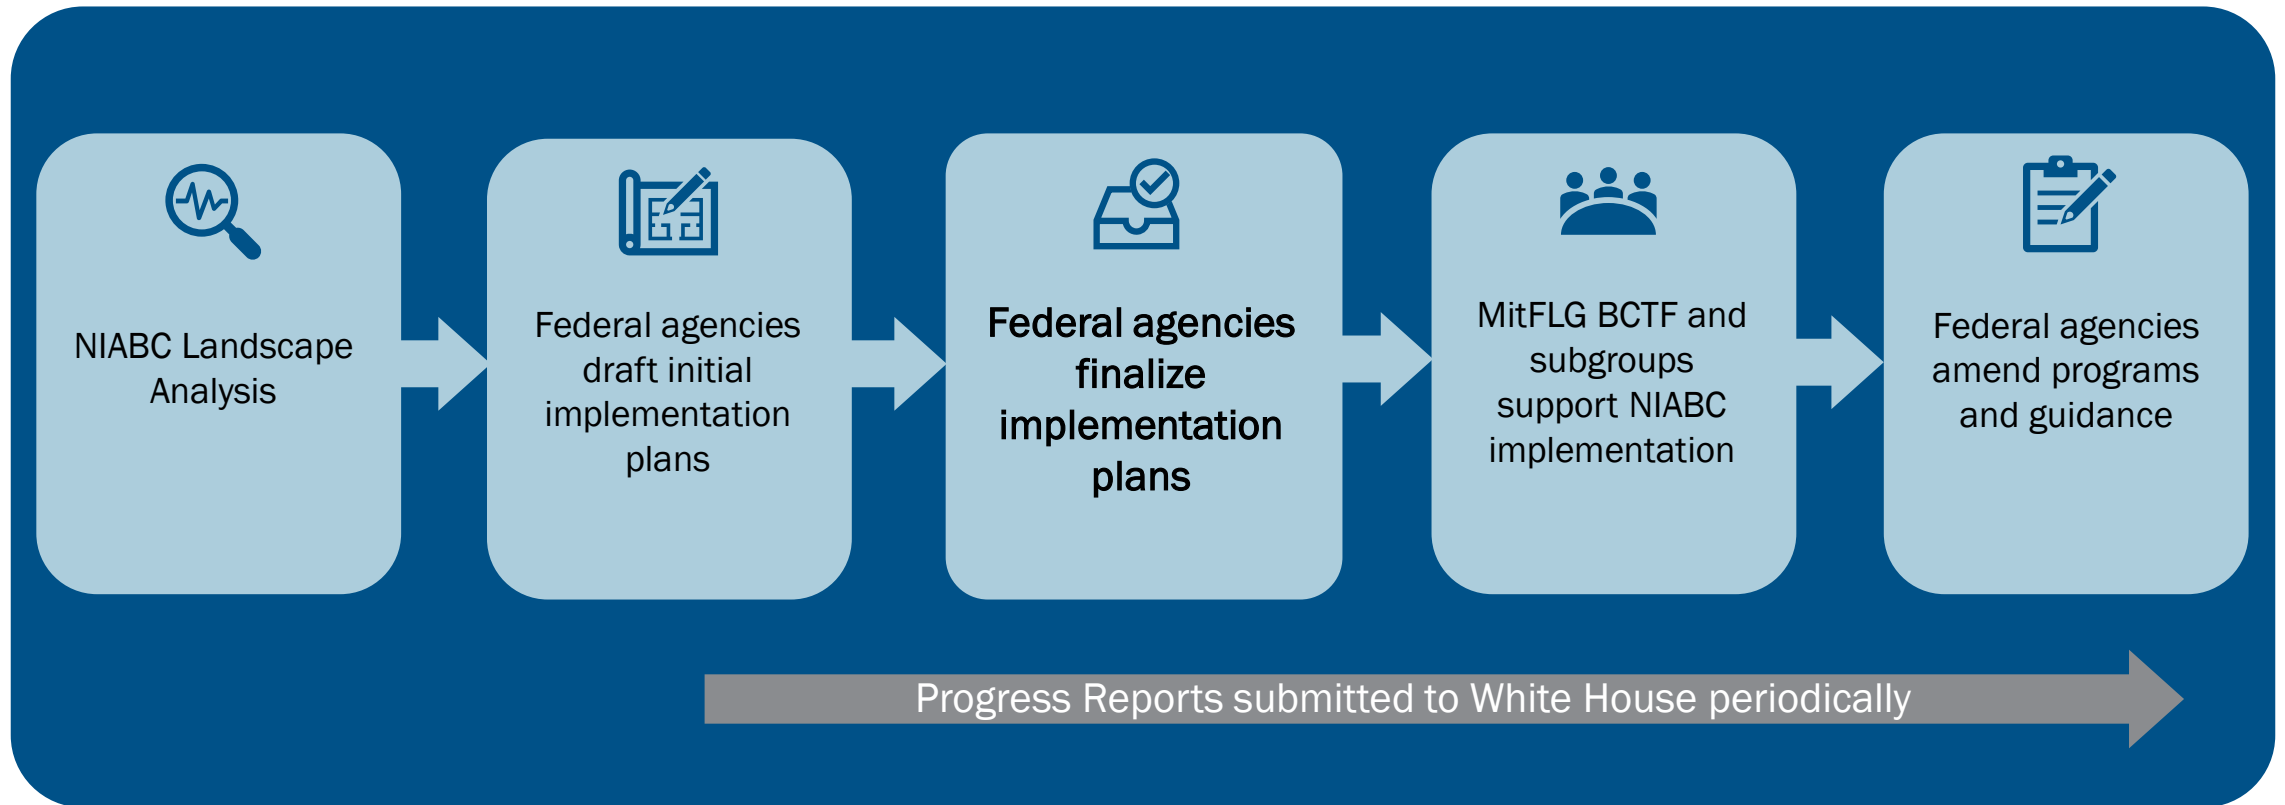 NIABC Landscape
Analysis
Federal agencies
draft initial
implementation
plans
Federal agencies
finalize
implementation
plans
MitFLG BCTF and
subgroups
support NIABC
implementation
Federal agencies
amend programs
and guidance
Progress Reports submitted to White House periodically